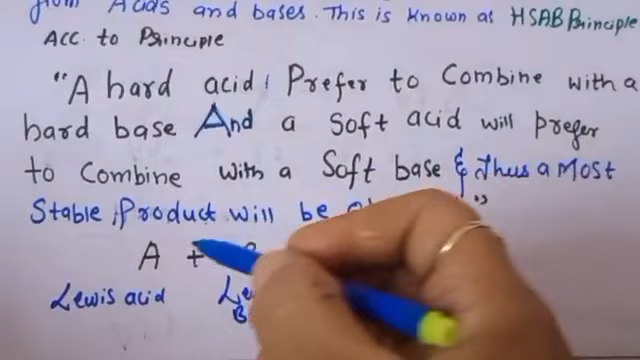 from Acids and bases. This is known as HSAB Principle
Acc. to Principle
"A hard acid Prefer to Combine with a
hard base And a Soft acid will prefer
to Combine with a Soft base & Thus a Most
Stable Product will be "
A +
Lewis acid